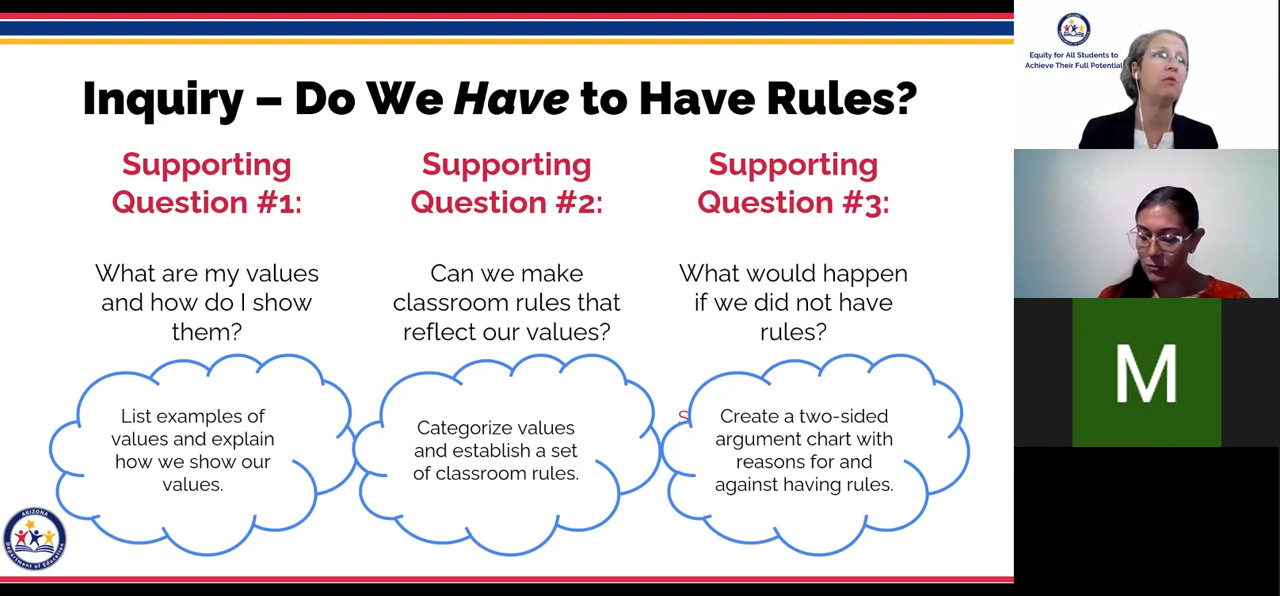 Inquiry – Do We Have to Have Rules?
Supporting
Question #1:
What are my values
and how do I show
them?
List examples of
values and explain
how we show our
values.
Supporting
Question #2:
Can we make
classroom rules that
reflect our values?
Categorize values
and establish a set
of classroom rules.
Supporting
Question #3:
What would happen
if we did not have
rules?
S
Create a two-sided
argument chart with
reasons for and
against having rules.
ARIZONA
Department of Education
Equity for All Students to
Achieve Their Full Potential
M